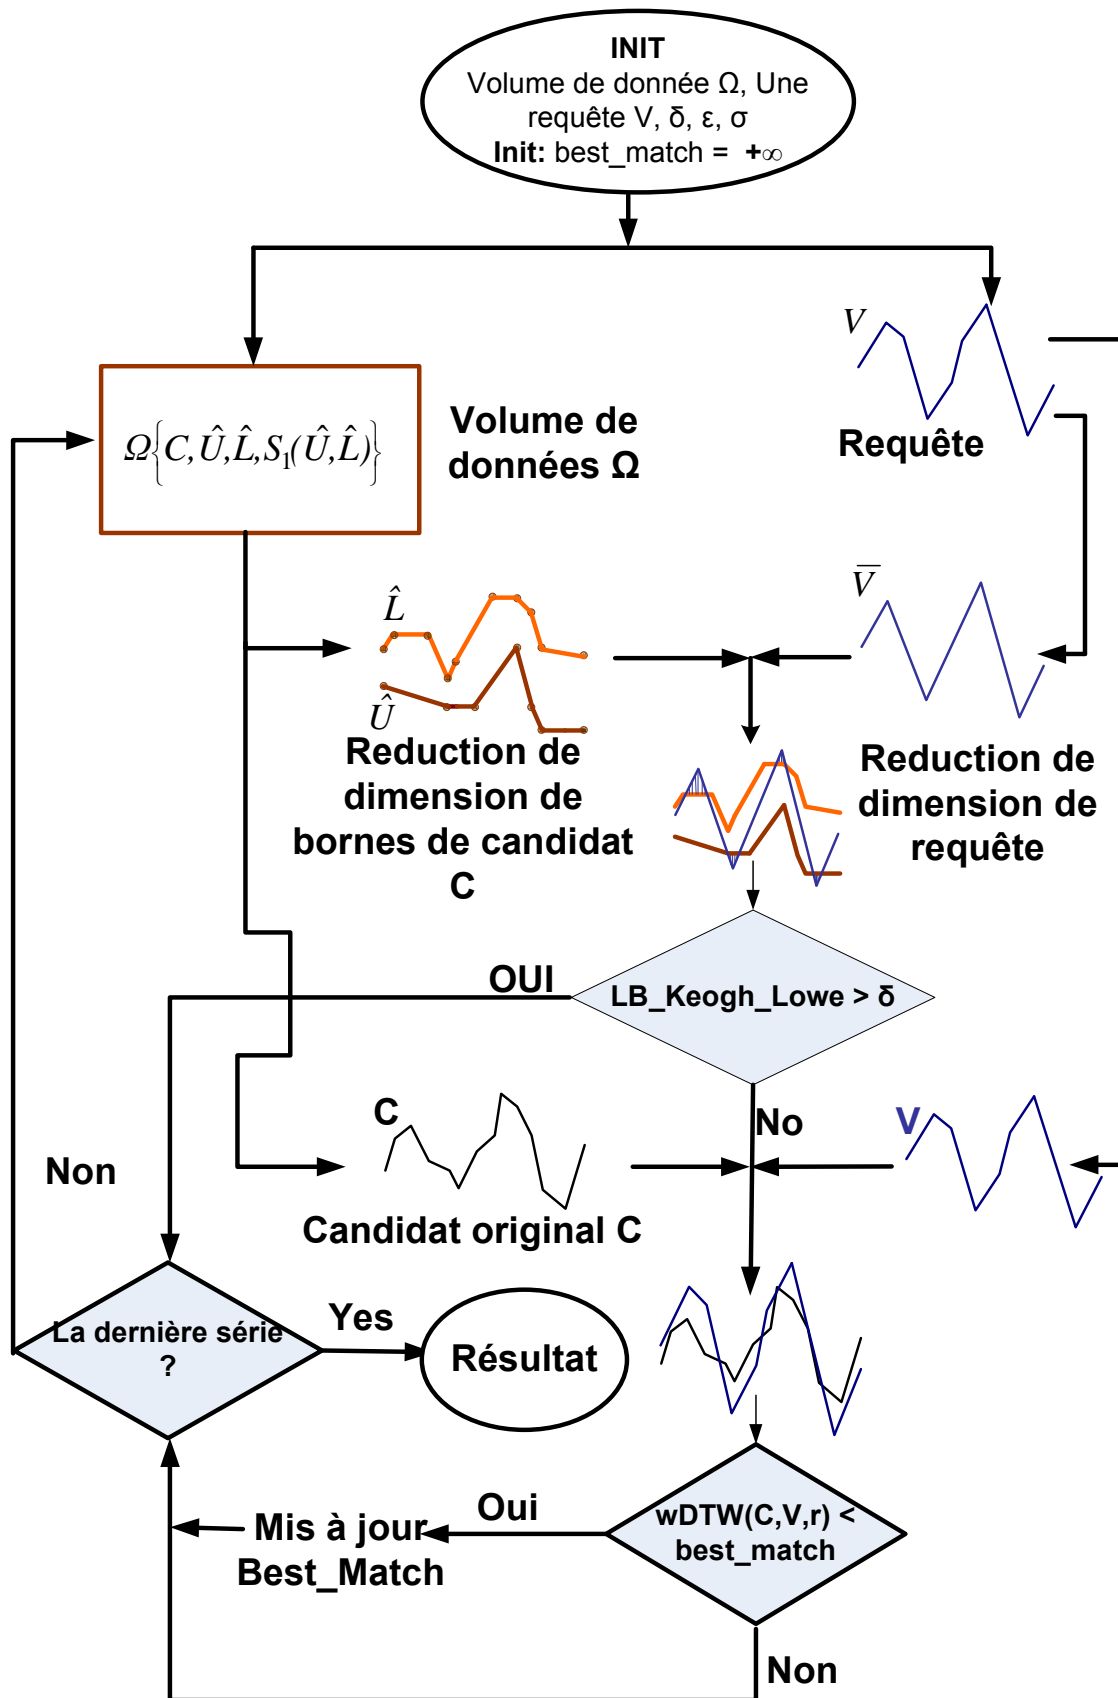 INIT
Volume de donnée Ω, Une
requête V, δ, ε, σ
Init: best_match = +∞
V
Requête
Ω{C,Û,L̂,S₁(Û,L̂)}
Volume de
données Ω
L̂
Û
V̅
Reduction de
dimension de
bornes de candidat
C
Reduction de
dimension de
requête
OUI
LB_Keogh_Lowe > δ
No
C
V
Non
Candidat original C
La dernière série
?
Yes
Résultat
Oui
wDTW(C,V,r) <
best_match
Mis à jour
Best_Match
Non